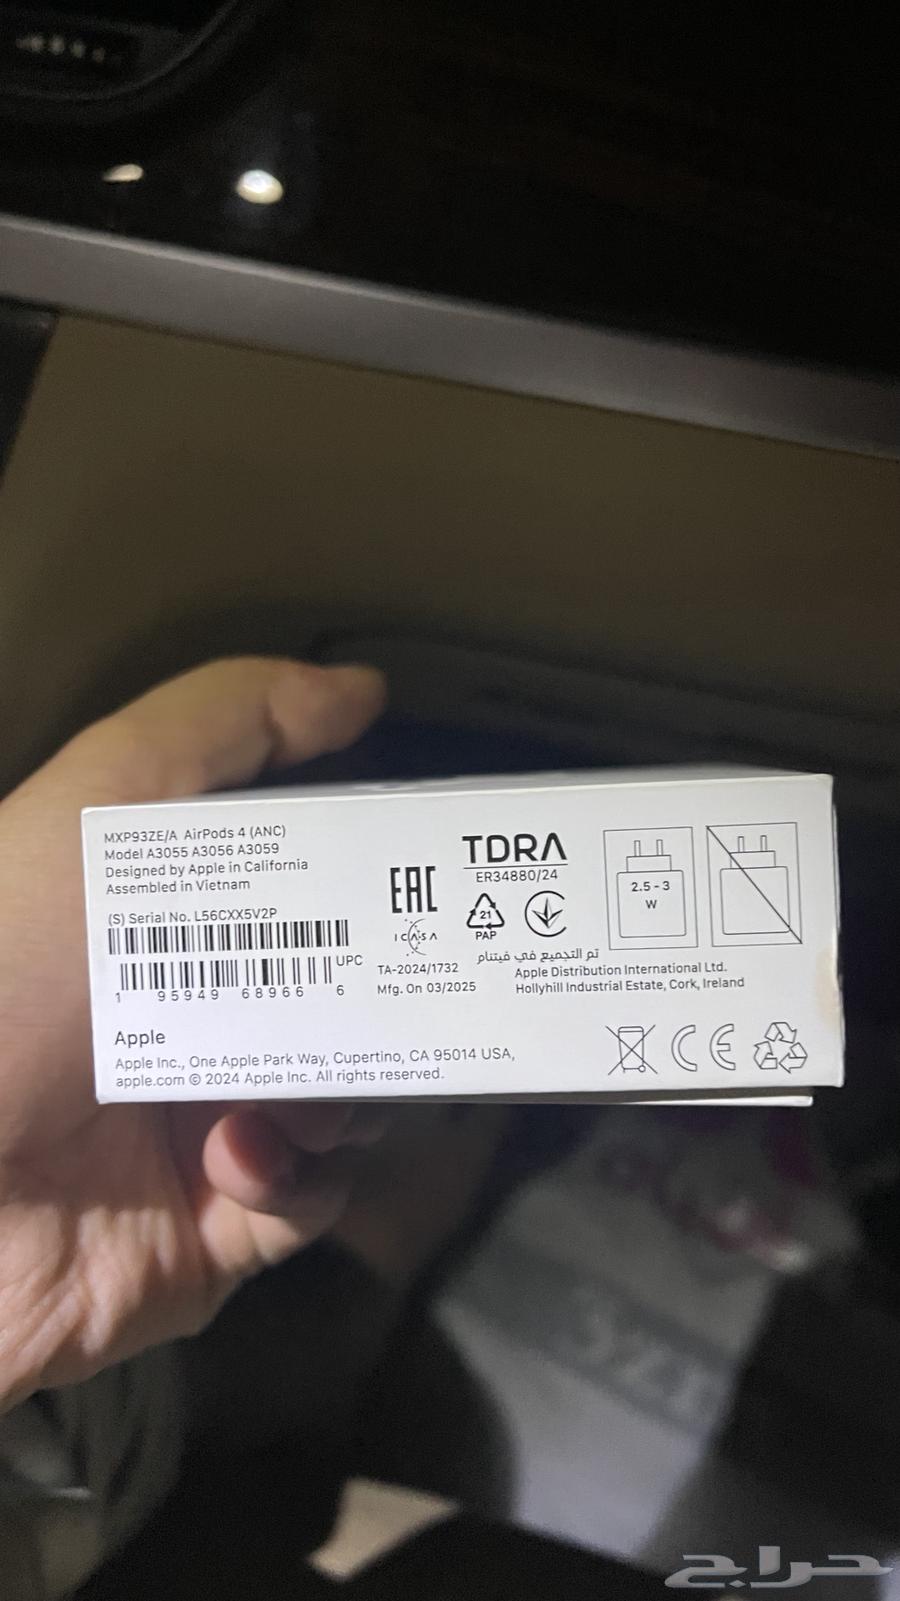 MXP93ZE/A AirPods 4 (ANC)
Model A3055 A3056 A3059
Designed by Apple in California
Assembled in Vietnam
(S) Serial No. L56CXX5V2P
UPC
1 95949 68966 6
EAC
ICASA
TA-2024/1732
Mfg. On 03/2025
TDRA
ER34880/24
21
PAP
2.5 - 3
W
تم التجميع في فيتنام
Apple Distribution International Ltd.
Hollyhill Industrial Estate, Cork, Ireland
Apple
Apple Inc., One Apple Park Way, Cupertino, CA 95014 USA,
apple.com © 2024 Apple Inc. All rights reserved.
CE
حراج